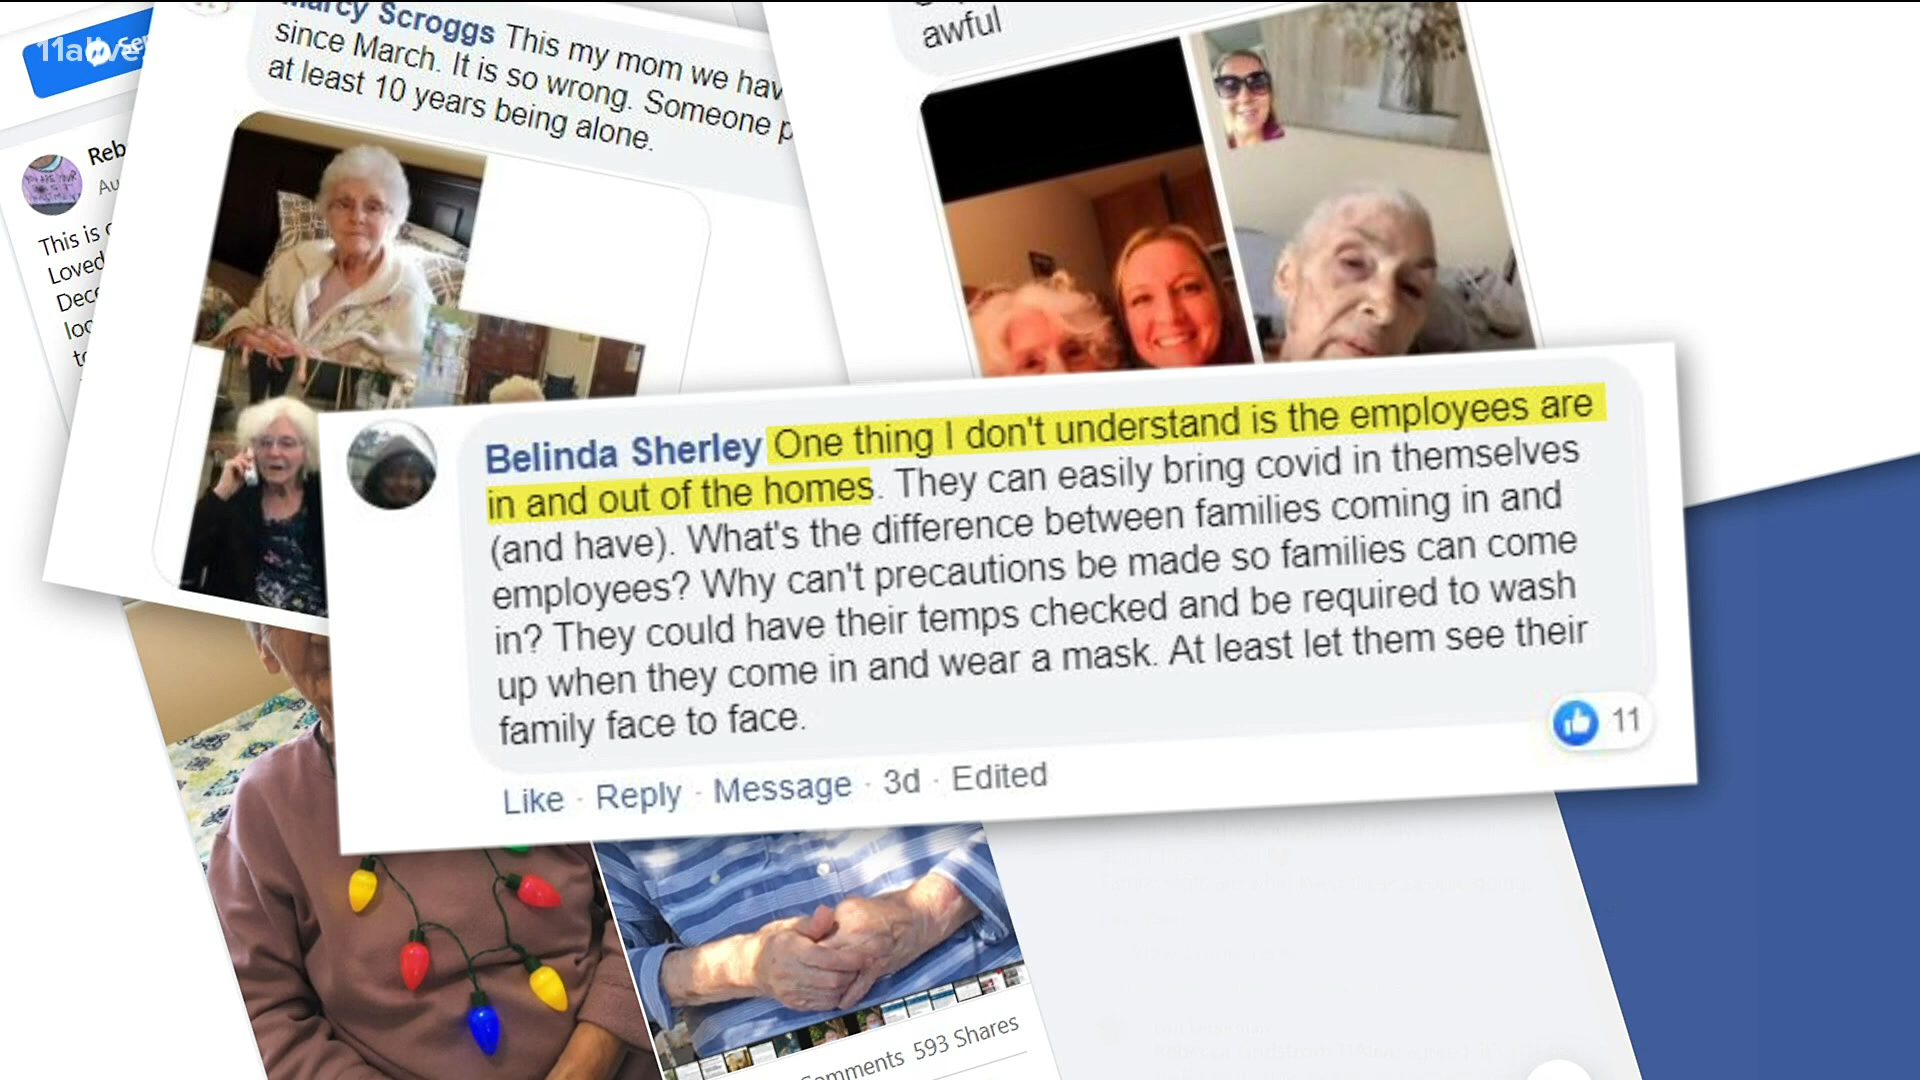 11alive.
Marcy Scroggs This my mom we hav
since March. It is so wrong. Someone p
at least 10 years being alone.
awful
Reb
Au
This is
Loved
Dec
loo
Belinda Sherley One thing I don't understand is the employees are
in and out of the homes. They can easily bring covid in themselves
(and have). What's the difference between families coming in and
employees? Why can't precautions be made so families can come
in? They could have their temps checked and be required to wash
up when they come in and wear a mask. At least let them see their
family face to face.
11
Like · Reply · Message · 3d · Edited
omments 593 Shares